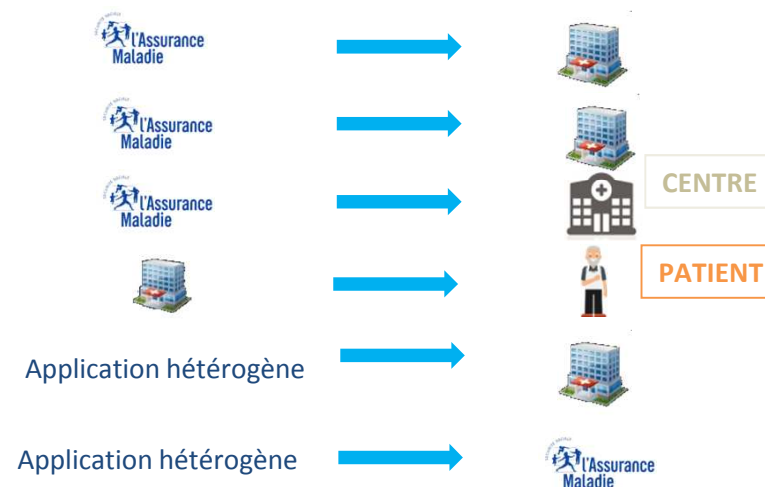 l'Assurance
Maladie
l'Assurance
Maladie
l'Assurance
Maladie
CENTRE
PATIENT
Application hétérogène
Application hétérogène
l'Assurance
Maladie